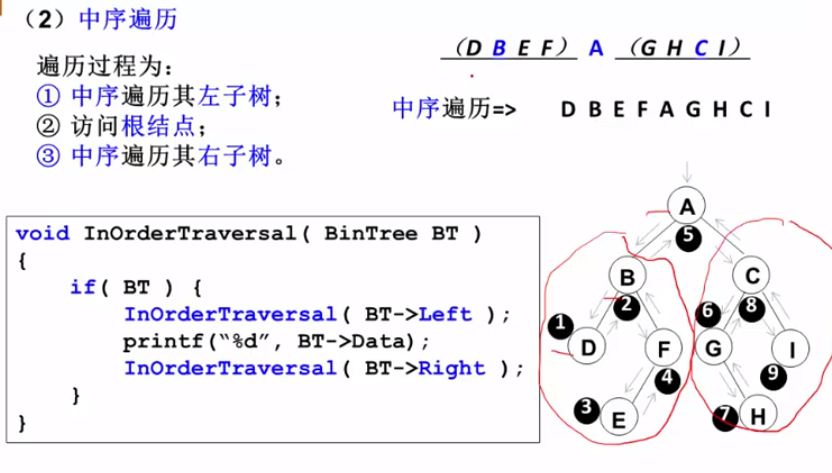 （2）中序遍历
（D B E F） A （G H C I）
遍历过程为：
① 中序遍历其左子树；
② 访问根结点；
③ 中序遍历其右子树。
中序遍历=> D B E F A G H C I
void InOrderTraversal( BinTree BT )
{
if( BT ) {
InOrderTraversal( BT->Left );
printf(“%d”, BT->Data);
InOrderTraversal( BT->Right );
}
}
A
5
B
C
2
6
8
1
D
F
G
I
4
9
3
E
7
H